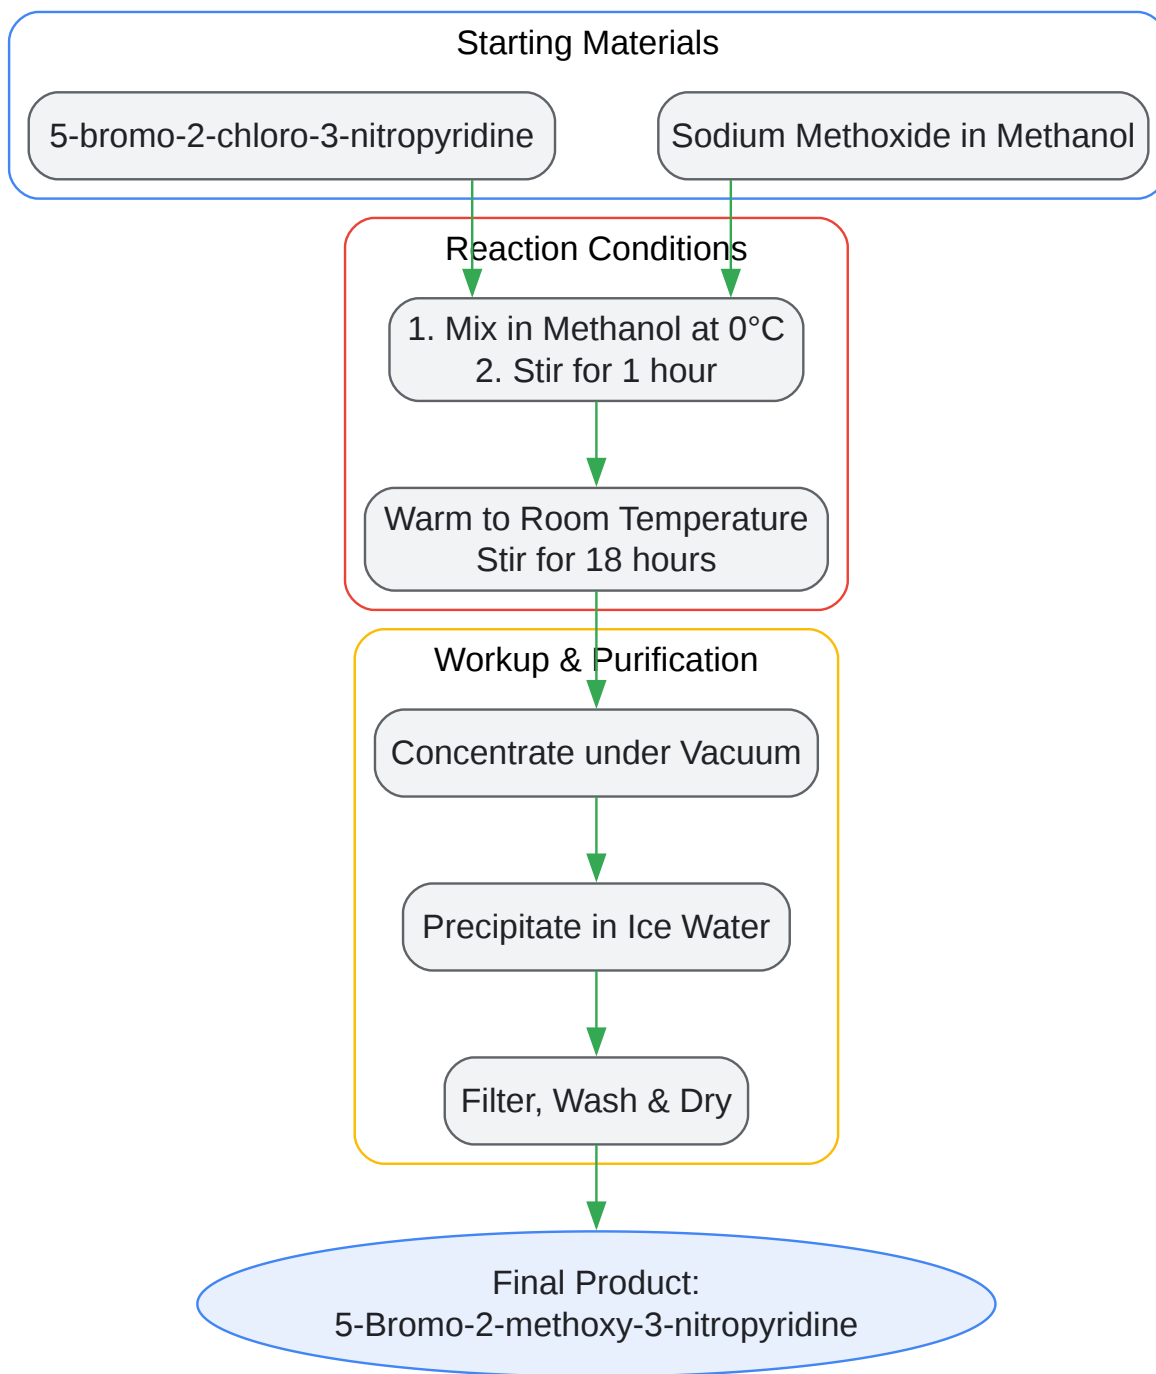 Starting Materials
5-bromo-2-chloro-3-nitropyridine
Sodium Methoxide in Methanol
Reaction Conditions
1. Mix in Methanol at 0°C
2. Stir for 1 hour
Warm to Room Temperature
Stir for 18 hours
Workup & Purification
Concentrate under Vacuum
Precipitate in Ice Water
Filter, Wash & Dry
Final Product:
5-Bromo-2-methoxy-3-nitropyridine